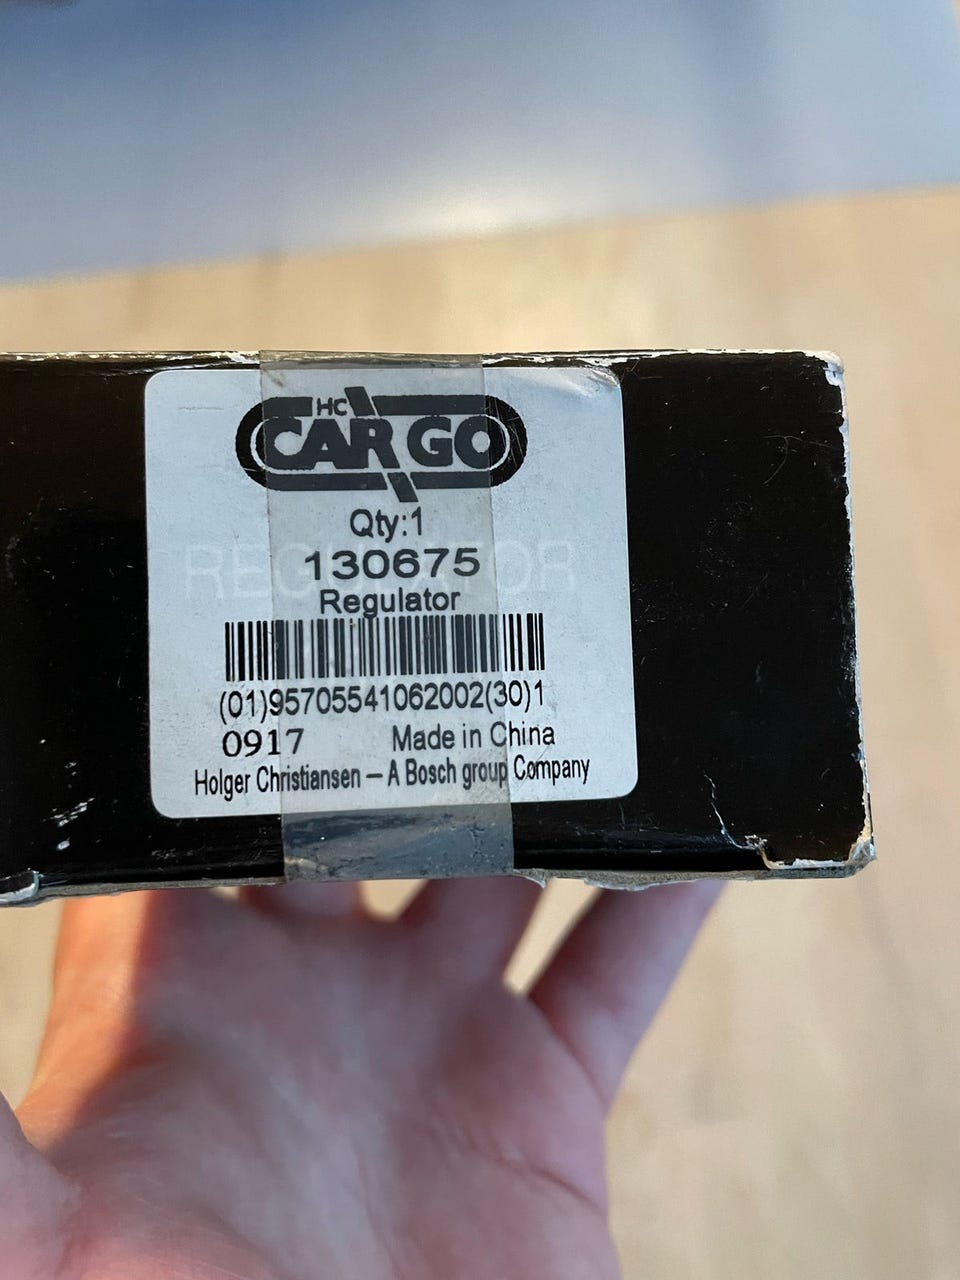 HC
CARGO
Qty:1
130675
REGULATOR
Regulator
(01)95705541062002(30)1
0917 Made in China
Holger Christiansen – A Bosch group Company